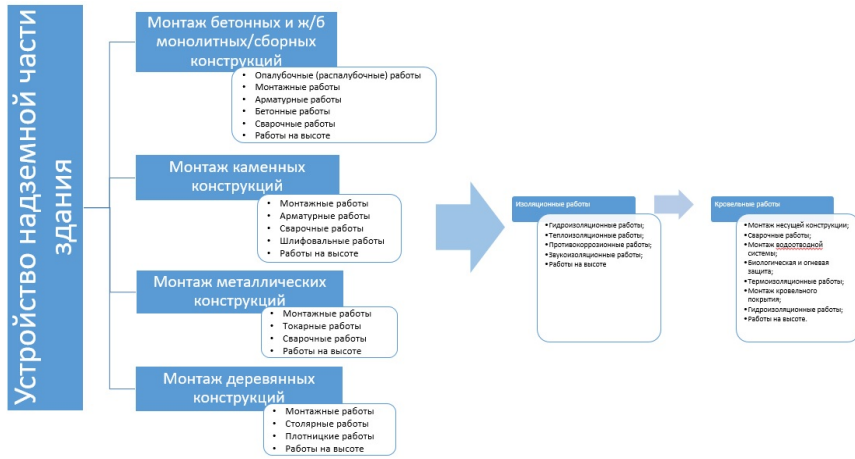 Устройство надземной части
здания
Монтаж бетонных и ж/б
монолитных/сборных
конструкций
• Опалубочные (распалубочные) работы
• Монтажные работы
• Арматурные работы
• Бетонные работы
• Сварочные работы
• Работы на высоте
Монтаж каменных
конструкций
• Монтажные работы
• Арматурные работы
• Сварочные работы
• Шлифовальные работы
• Работы на высоте
Монтаж металлических
конструкций
• Монтажные работы
• Токарные работы
• Сварочные работы
• Работы на высоте
Монтаж деревянных
конструкций
• Монтажные работы
• Столярные работы
• Плотницкие работы
• Работы на высоте
Изоляционные работы
•Гидроизоляционные работы;
•Теплоизоляционные работы;
•Противокоррозионные работы;
•Звукоизоляционные работы;
•Работы на высоте
Кровельные работы
•Монтаж несущей конструкции;
•Сварочные работы;
•Монтаж водоотводной
системы;
•Биологическая и огневая
защита;
•Термоизоляционные работы;
•Монтаж кровельного
покрытия;
•Гидроизоляционные работы;
•Работы на высоте.